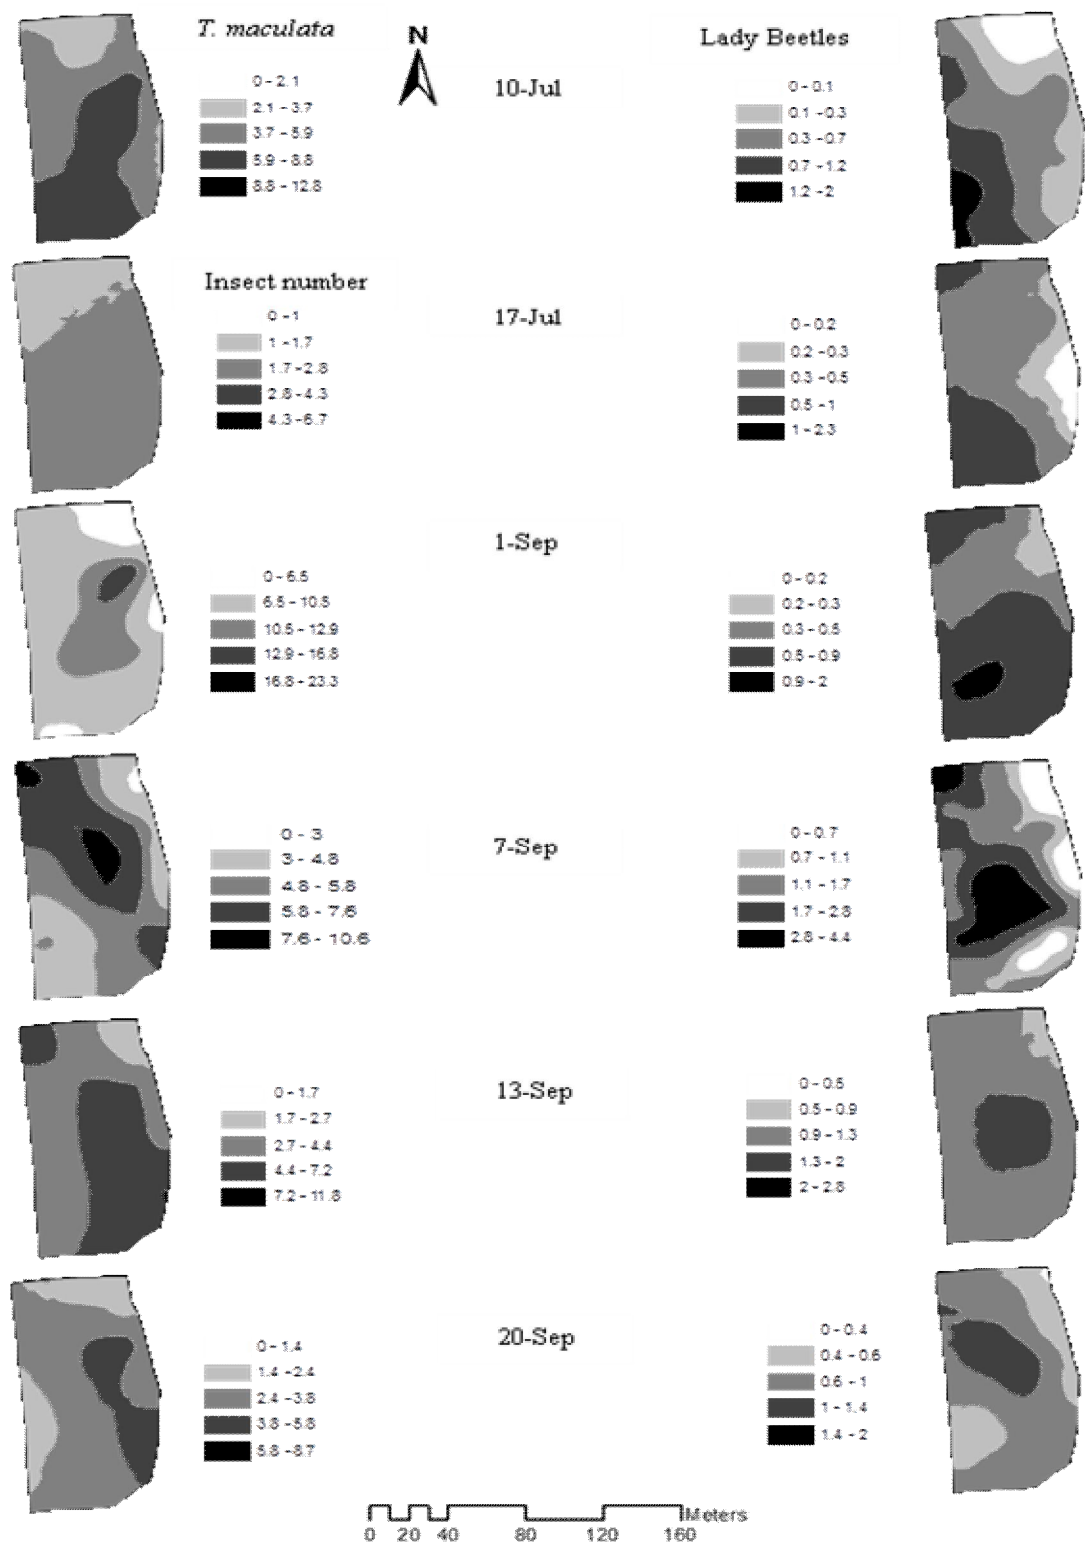 T. maculata
N
Lady Beetles
10-Jul
0 - 2.1
2.1 - 3.7
3.7 - 5.9
5.9 - 8.8
8.8 - 12.8
0 - 0.1
0.1 - 0.3
0.3 - 0.7
0.7 - 1.2
1.2 - 2
Insect number
17-Jul
0 - 1
1 - 1.7
1.7 - 2.8
2.8 - 4.3
4.3 - 6.7
0 - 0.2
0.2 - 0.3
0.3 - 0.5
0.5 - 1
1 - 2.3
1-Sep
0 - 6.5
6.5 - 10.5
10.5 - 12.9
12.9 - 16.8
16.8 - 23.3
0 - 0.2
0.2 - 0.3
0.3 - 0.5
0.5 - 0.9
0.9 - 2
7-Sep
0 - 3
3 - 4.8
4.8 - 5.8
5.8 - 7.6
7.6 - 10.6
0 - 0.7
0.7 - 1.1
1.1 - 1.7
1.7 - 2.8
2.8 - 4.4
13-Sep
0 - 1.7
1.7 - 2.7
2.7 - 4.4
4.4 - 7.2
7.2 - 11.8
0 - 0.5
0.5 - 0.9
0.9 - 1.3
1.3 - 2
2 - 2.8
20-Sep
0 - 1.4
1.4 - 2.4
2.4 - 3.8
3.8 - 5.8
5.8 - 8.7
0 - 0.4
0.4 - 0.6
0.6 - 1
1 - 1.4
1.4 - 2
Meters
0 20 40 80 120 160